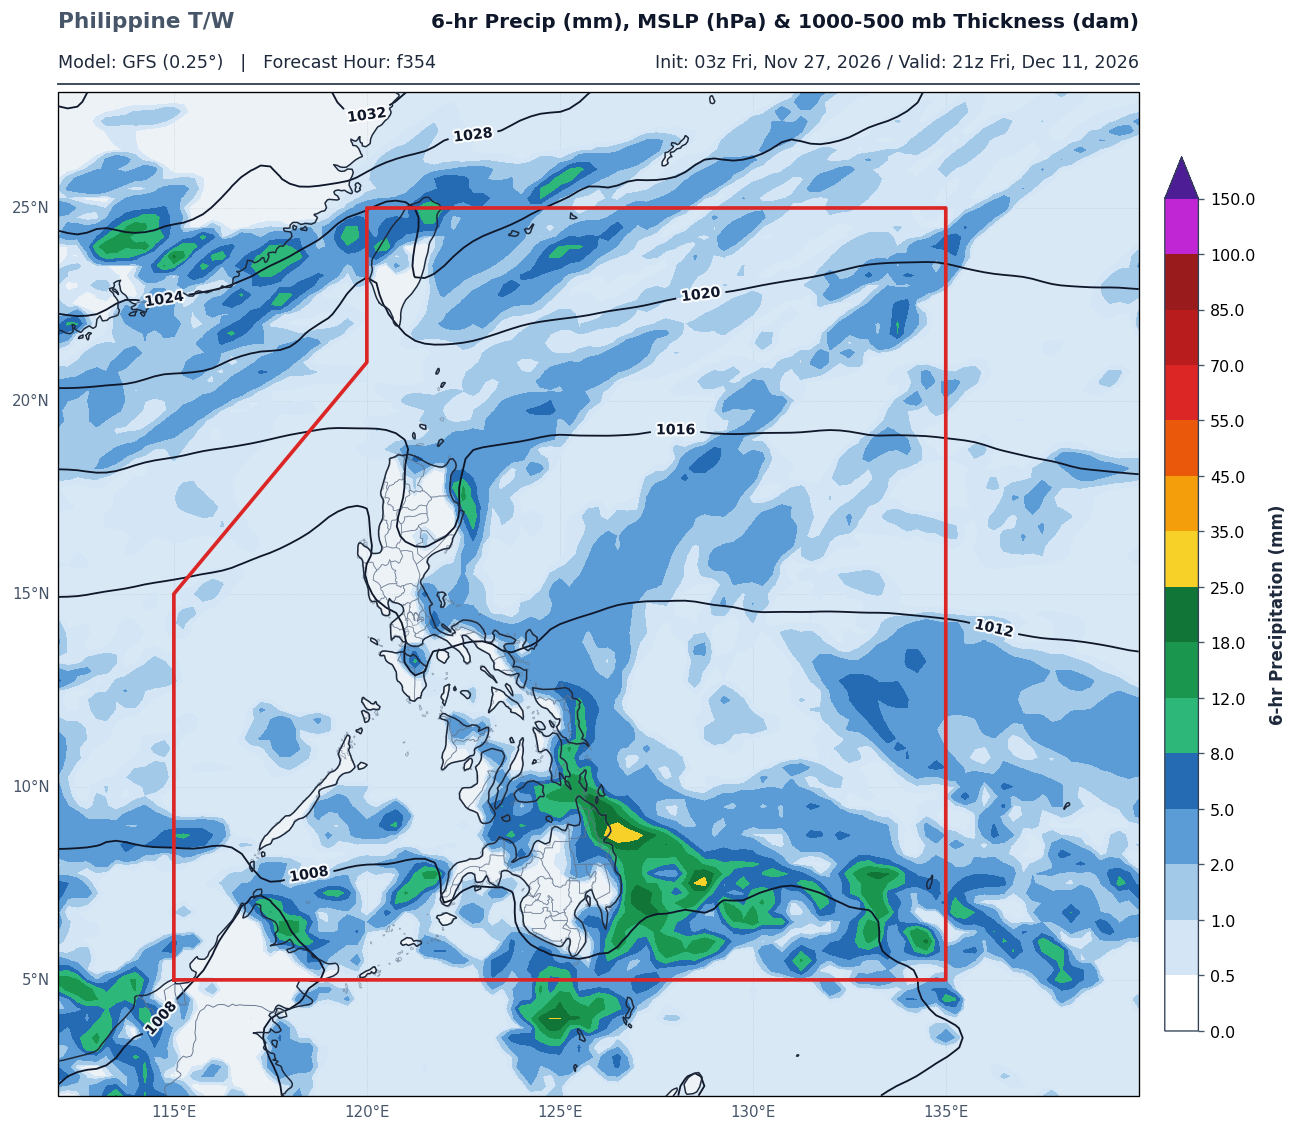 Philippine T/W
6-hr Precip (mm), MSLP (hPa) & 1000-500 mb Thickness (dam)
Model: GFS (0.25°) | Forecast Hour: f354
Init: 03z Fri, Nov 27, 2026 / Valid: 21z Fri, Dec 11, 2026
1032
1028
1024
1020
1016
1012
1008
1008
25°N
20°N
15°N
10°N
5°N
115°E
120°E
125°E
130°E
135°E
150.0
100.0
85.0
70.0
55.0
45.0
35.0
25.0
18.0
12.0
8.0
5.0
2.0
1.0
0.5
0.0
6-hr Precipitation (mm)